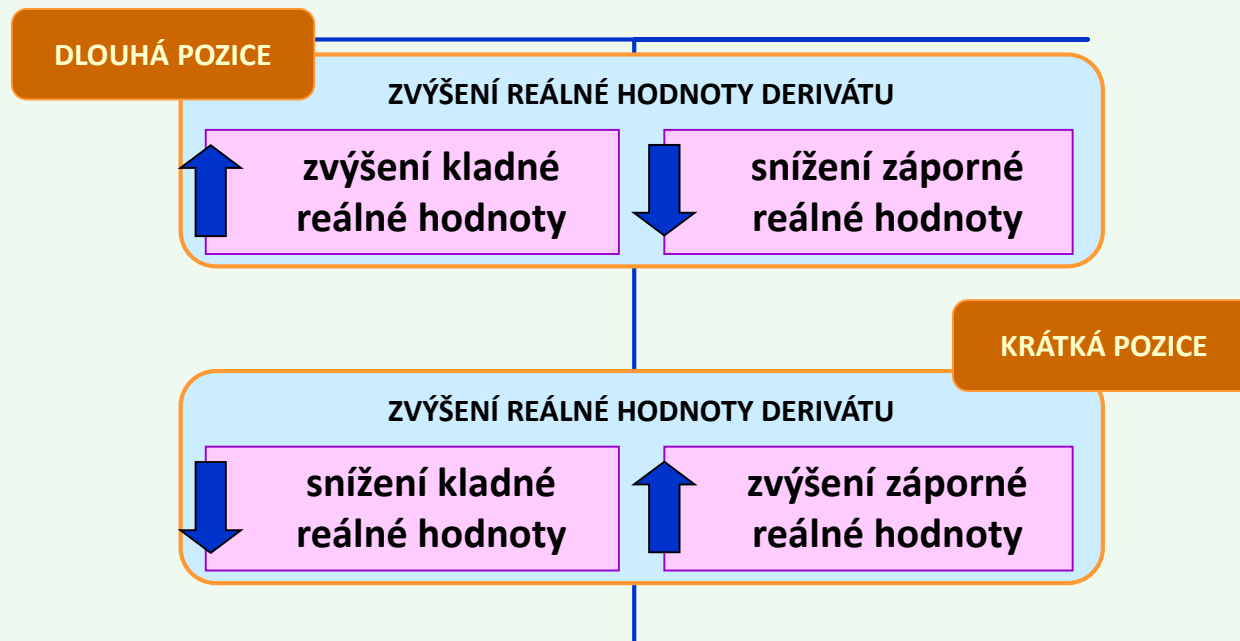 DLOUHÁ POZICE
ZVÝŠENÍ REÁLNÉ HODNOTY DERIVÁTU
zvýšení kladné
reálné hodnoty
snížení záporné
reálné hodnoty
KRÁTKÁ POZICE
ZVÝŠENÍ REÁLNÉ HODNOTY DERIVÁTU
snížení kladné
reálné hodnoty
zvýšení záporné
reálné hodnoty